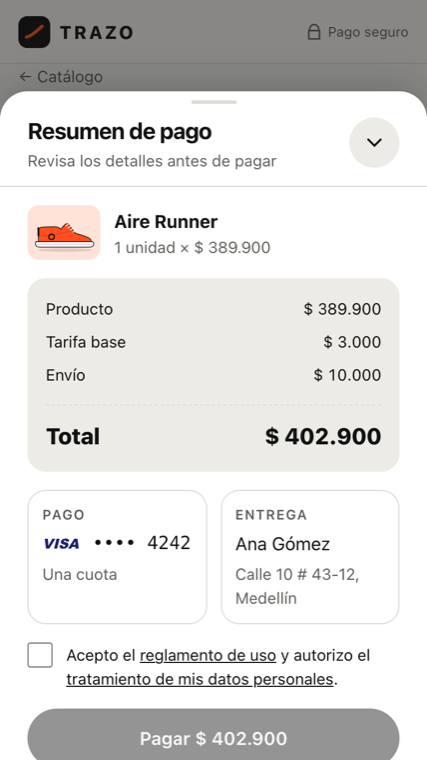 TRAZO
Pago seguro
← Catálogo
Resumen de pago
Revisa los detalles antes de pagar
Aire Runner
1 unidad × $ 389.900
Producto $ 389.900
Tarifa base $ 3.000
Envío $ 10.000
Total $ 402.900
PAGO
VISA •••• 4242
Una cuota
ENTREGA
Ana Gómez
Calle 10 # 43-12,
Medellín
Acepto el reglamento de uso y autorizo el
tratamiento de mis datos personales.
Pagar $ 402.900